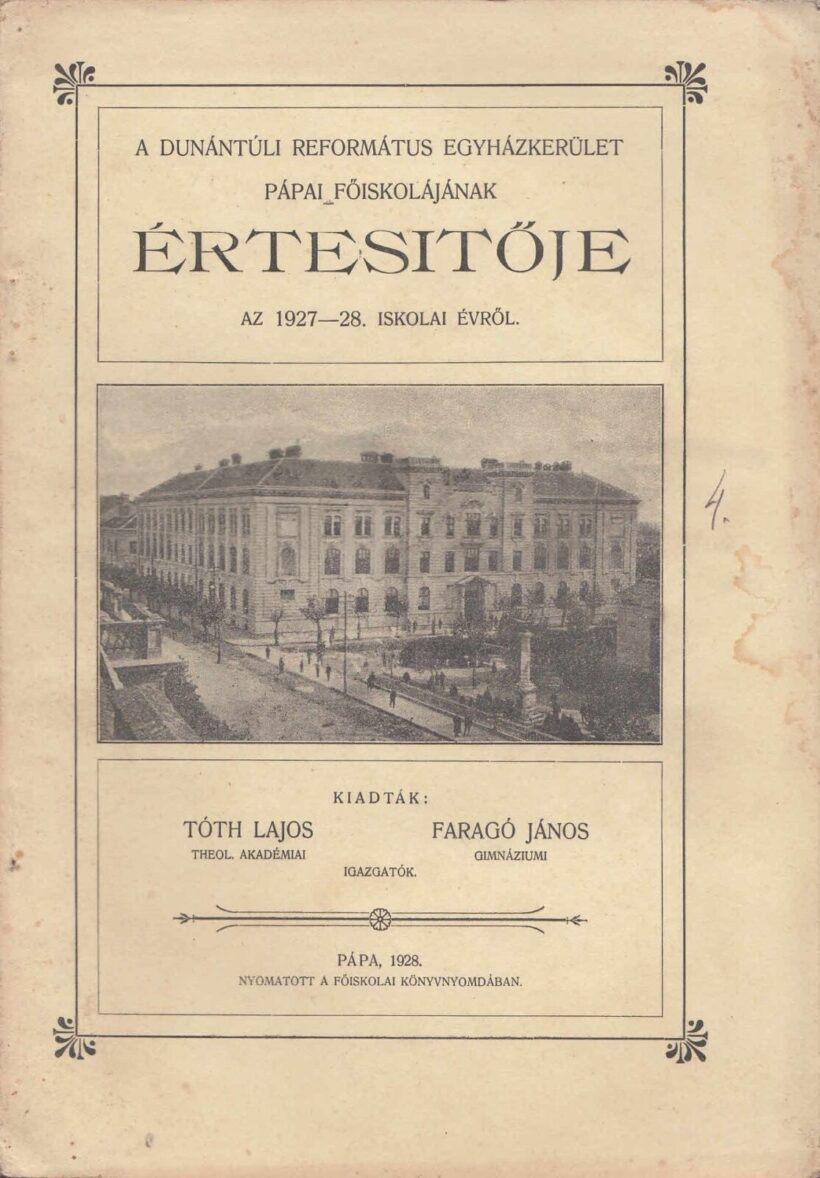 A DUNÁNTÚLI REFORMÁTUS EGYHÁZKERÜLET
PÁPAI FŐISKOLÁJÁNAK
ÉRTESITŐJE
AZ 1927—28. ISKOLAI ÉVRŐL.
4.
KIADTÁK:
TÓTH LAJOS FARAGÓ JÁNOS
THEOL. AKADÉMIAI GIMNÁZIUMI
IGAZGATÓK.
PÁPA, 1928.
NYOMATOTT A FŐISKOLAI KÖNYVNYOMDÁBAN.